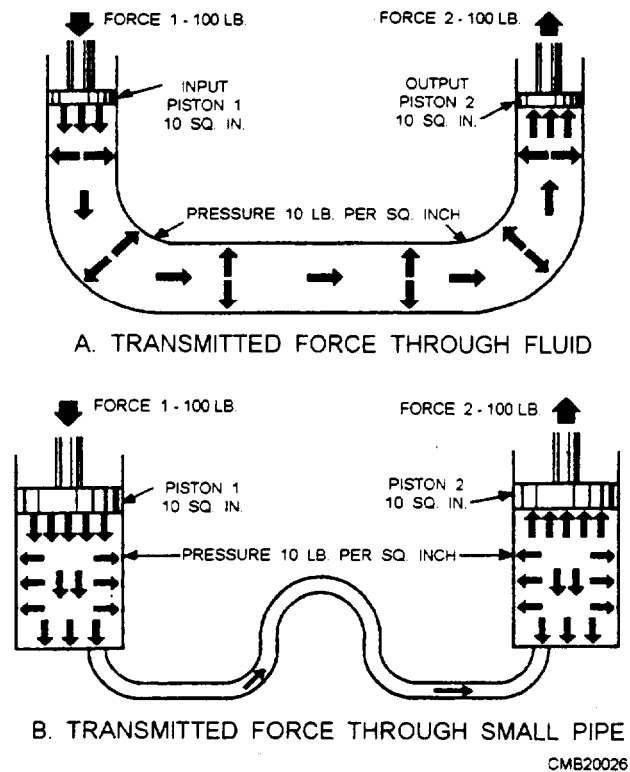 FORCE 1 - 100 LB.
FORCE 2 - 100 LB.
INPUT
PISTON 1
10 SQ. IN.
OUTPUT
PISTON 2
10 SQ. IN.
PRESSURE 10 LB. PER SQ. INCH
A. TRANSMITTED FORCE THROUGH FLUID
FORCE 1 - 100 LB.
FORCE 2 - 100 LB.
PISTON 1
10 SQ. IN.
PISTON 2
10 SQ. IN.
PRESSURE 10 LB. PER SQ. INCH
B. TRANSMITTED FORCE THROUGH SMALL PIPE
CMB20026